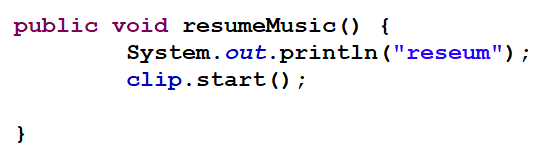 public void resumeMusic() {
System.out.println("reseum");
clip.start();
}